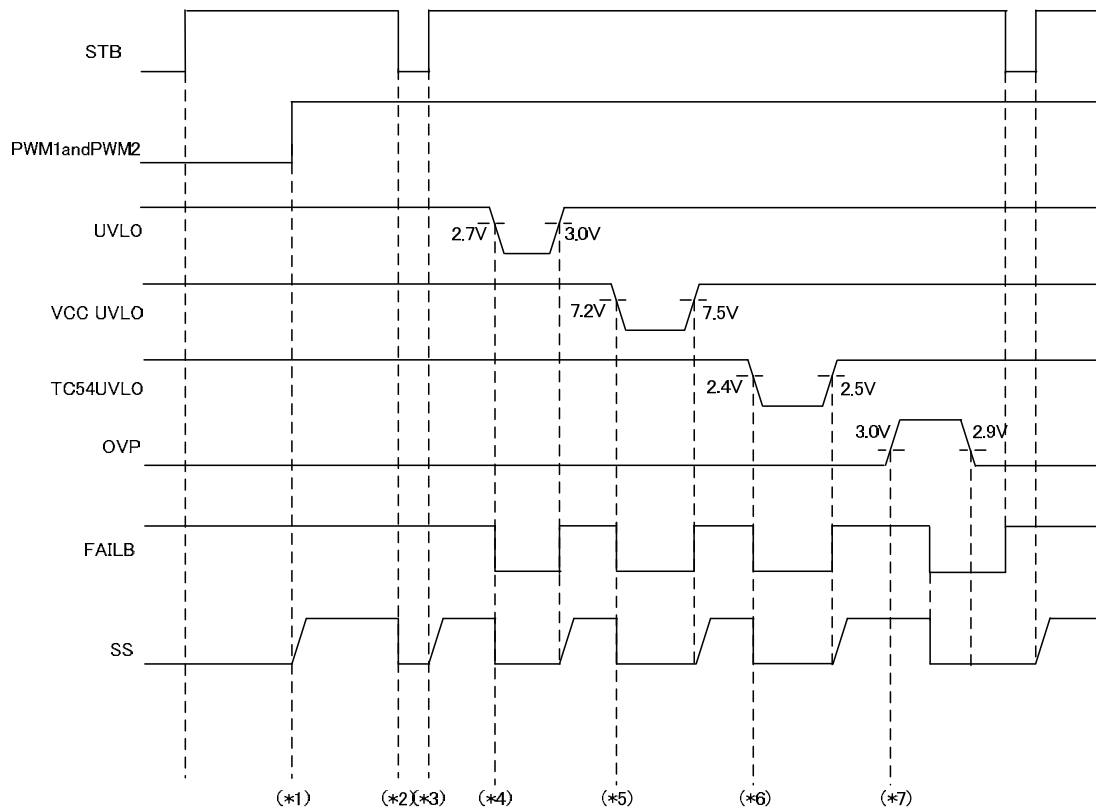 STB
PWM1andPWM2
UVLO
2.7V
3.0V
VCC UVLO
7.2V
7.5V
TC54UVLO
2.4V
2.5V
OVP
3.0V
2.9V
FAILB
SS
(*1)
(*2)
(*3)
(*4)
(*5)
(*6)
(*7)